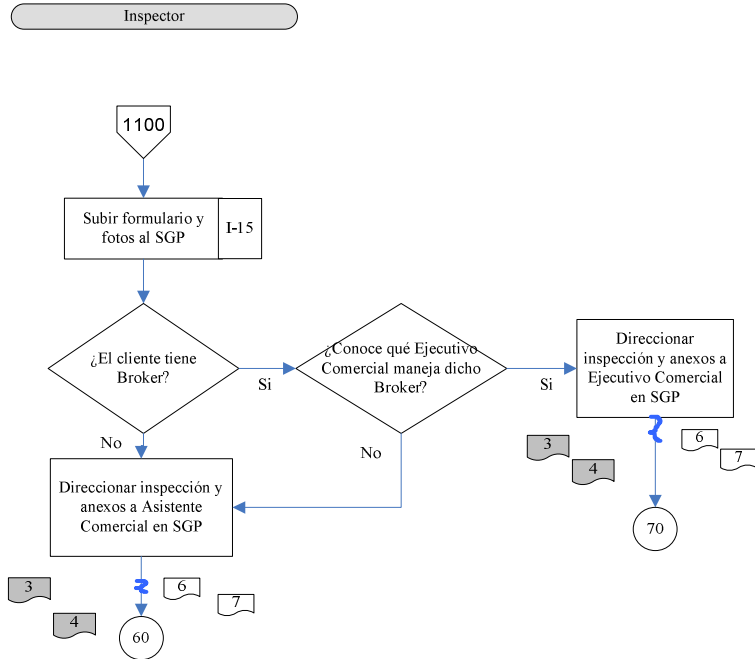 Inspector
1100
Subir formulario y
fotos al SGP
I-15
¿El cliente tiene
Broker?
Si
¿Conoce qué Ejecutivo
Comercial maneja dicho
Broker?
Si
Direccionar
inspección y anexos a
Ejecutivo Comercial
en SGP
No
No
3
4
6
7
70
Direccionar inspección y
anexos a Asistente
Comercial en SGP
3
4
6
7
60